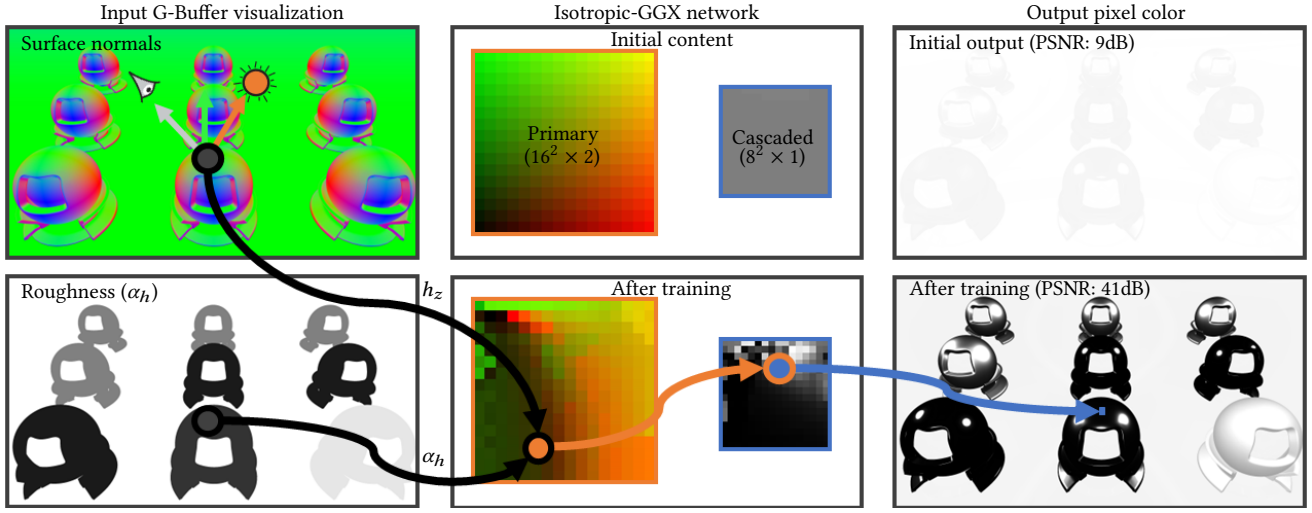 Input G-Buffer visualization
Isotropic-GGX network
Output pixel color
Surface normals
Initial content
Initial output (PSNR: 9dB)
Primary
(16² × 2)
Cascaded
(8² × 1)
Roughness (αₕ)
h_z
After training
After training (PSNR: 41dB)
αₕ